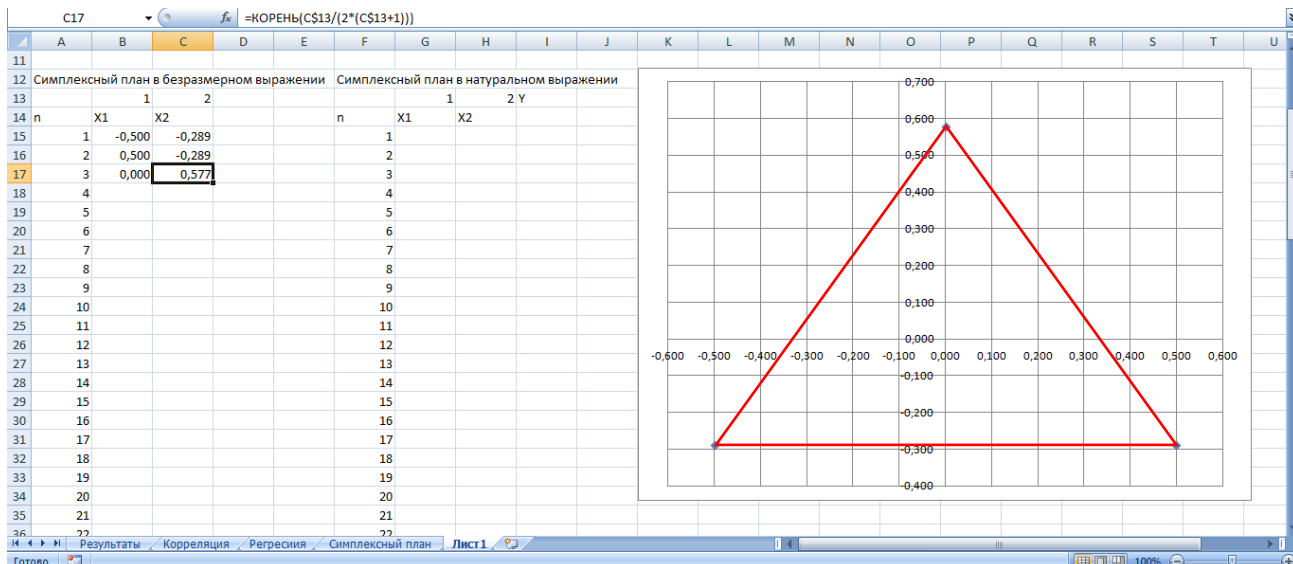 C17 fx =КОРЕНЬ(C$13/(2*(C$13+1)))
A B C D E F G H I J K L M N O P Q R S T U
11
12 Симплексный план в безразмерном выражении Симплексный план в натуральном выражении
13 1 2 1 2 Y
14 n X1 X2 n X1 X2
15 1 -0,500 -0,289 1
16 2 0,500 -0,289 2
17 3 0,000 0,577 3
18 4 4
19 5 5
20 6 6
21 7 7
22 8 8
23 9 9
24 10 10
25 11 11
26 12 12
27 13 13
28 14 14
29 15 15
30 16 16
31 17 17
32 18 18
33 19 19
34 20 20
35 21 21
36 22 22
0,700
0,600
0,500
0,400
0,300
0,200
0,100
0,000
-0,600 -0,500 -0,400 -0,300 -0,200 -0,100 0,000 0,100 0,200 0,300 0,400 0,500 0,600
-0,100
-0,200
-0,300
-0,400
Результаты Корреляция Регресиия Симплексный план Лист1
Готово 100%